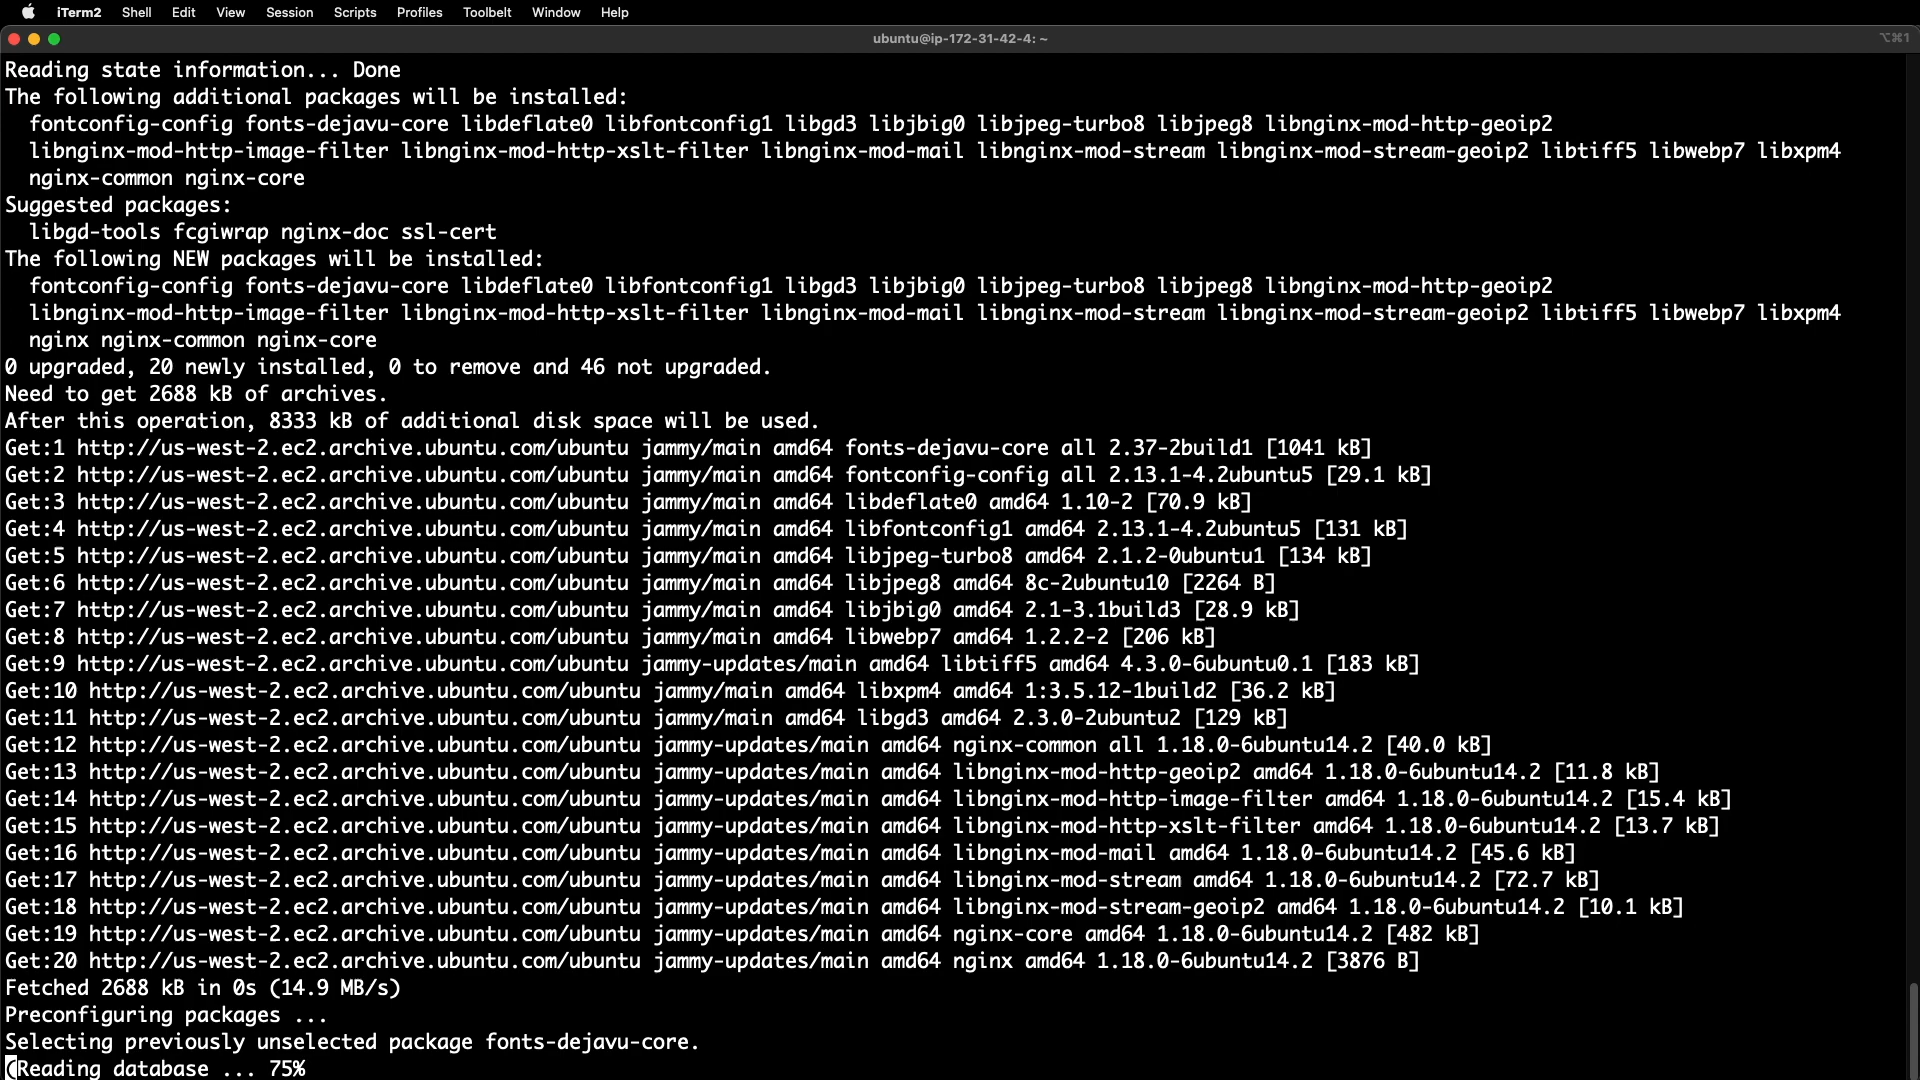 iTerm2 Shell Edit View Session Scripts Profiles Toolbelt Window Help
ubuntu@ip-172-31-42-4: ~ ⌥⌘1
Reading state information... Done
The following additional packages will be installed:
  fontconfig-config fonts-dejavu-core libdeflate0 libfontconfig1 libgd3 libjbig0 libjpeg-turbo8 libjpeg8 libnginx-mod-http-geoip2
  libnginx-mod-http-image-filter libnginx-mod-http-xslt-filter libnginx-mod-mail libnginx-mod-stream libnginx-mod-stream-geoip2 libtiff5 libwebp7 libxpm4
  nginx-common nginx-core
Suggested packages:
  libgd-tools fcgiwrap nginx-doc ssl-cert
The following NEW packages will be installed:
  fontconfig-config fonts-dejavu-core libdeflate0 libfontconfig1 libgd3 libjbig0 libjpeg-turbo8 libjpeg8 libnginx-mod-http-geoip2
  libnginx-mod-http-image-filter libnginx-mod-http-xslt-filter libnginx-mod-mail libnginx-mod-stream libnginx-mod-stream-geoip2 libtiff5 libwebp7 libxpm4
  nginx nginx-common nginx-core
0 upgraded, 20 newly installed, 0 to remove and 46 not upgraded.
Need to get 2688 kB of archives.
After this operation, 8333 kB of additional disk space will be used.
Get:1 http://us-west-2.ec2.archive.ubuntu.com/ubuntu jammy/main amd64 fonts-dejavu-core all 2.37-2build1 [1041 kB]
Get:2 http://us-west-2.ec2.archive.ubuntu.com/ubuntu jammy/main amd64 fontconfig-config all 2.13.1-4.2ubuntu5 [29.1 kB]
Get:3 http://us-west-2.ec2.archive.ubuntu.com/ubuntu jammy/main amd64 libdeflate0 amd64 1.10-2 [70.9 kB]
Get:4 http://us-west-2.ec2.archive.ubuntu.com/ubuntu jammy/main amd64 libfontconfig1 amd64 2.13.1-4.2ubuntu5 [131 kB]
Get:5 http://us-west-2.ec2.archive.ubuntu.com/ubuntu jammy/main amd64 libjpeg-turbo8 amd64 2.1.2-0ubuntu1 [134 kB]
Get:6 http://us-west-2.ec2.archive.ubuntu.com/ubuntu jammy/main amd64 libjpeg8 amd64 8c-2ubuntu10 [2264 B]
Get:7 http://us-west-2.ec2.archive.ubuntu.com/ubuntu jammy/main amd64 libjbig0 amd64 2.1-3.1build3 [28.9 kB]
Get:8 http://us-west-2.ec2.archive.ubuntu.com/ubuntu jammy/main amd64 libwebp7 amd64 1.2.2-2 [206 kB]
Get:9 http://us-west-2.ec2.archive.ubuntu.com/ubuntu jammy-updates/main amd64 libtiff5 amd64 4.3.0-6ubuntu0.1 [183 kB]
Get:10 http://us-west-2.ec2.archive.ubuntu.com/ubuntu jammy/main amd64 libxpm4 amd64 1:3.5.12-1build2 [36.2 kB]
Get:11 http://us-west-2.ec2.archive.ubuntu.com/ubuntu jammy/main amd64 libgd3 amd64 2.3.0-2ubuntu2 [129 kB]
Get:12 http://us-west-2.ec2.archive.ubuntu.com/ubuntu jammy-updates/main amd64 nginx-common all 1.18.0-6ubuntu14.2 [40.0 kB]
Get:13 http://us-west-2.ec2.archive.ubuntu.com/ubuntu jammy-updates/main amd64 libnginx-mod-http-geoip2 amd64 1.18.0-6ubuntu14.2 [11.8 kB]
Get:14 http://us-west-2.ec2.archive.ubuntu.com/ubuntu jammy-updates/main amd64 libnginx-mod-http-image-filter amd64 1.18.0-6ubuntu14.2 [15.4 kB]
Get:15 http://us-west-2.ec2.archive.ubuntu.com/ubuntu jammy-updates/main amd64 libnginx-mod-http-xslt-filter amd64 1.18.0-6ubuntu14.2 [13.7 kB]
Get:16 http://us-west-2.ec2.archive.ubuntu.com/ubuntu jammy-updates/main amd64 libnginx-mod-mail amd64 1.18.0-6ubuntu14.2 [45.6 kB]
Get:17 http://us-west-2.ec2.archive.ubuntu.com/ubuntu jammy-updates/main amd64 libnginx-mod-stream amd64 1.18.0-6ubuntu14.2 [72.7 kB]
Get:18 http://us-west-2.ec2.archive.ubuntu.com/ubuntu jammy-updates/main amd64 libnginx-mod-stream-geoip2 amd64 1.18.0-6ubuntu14.2 [10.1 kB]
Get:19 http://us-west-2.ec2.archive.ubuntu.com/ubuntu jammy-updates/main amd64 nginx-core amd64 1.18.0-6ubuntu14.2 [482 kB]
Get:20 http://us-west-2.ec2.archive.ubuntu.com/ubuntu jammy-updates/main amd64 nginx amd64 1.18.0-6ubuntu14.2 [3876 B]
Fetched 2688 kB in 0s (14.9 MB/s)
Preconfiguring packages ...
Selecting previously unselected package fonts-dejavu-core.
(Reading database ... 75%